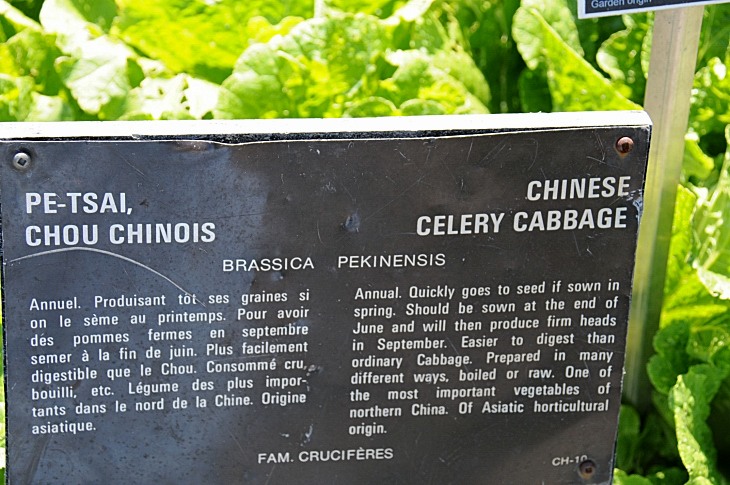 Garden origin
PE-TSAI,
CHOU CHINOIS
CHINESE
CELERY CABBAGE
BRASSICA PEKINENSIS
Annuel. Produisant tôt ses graines si
on le sème au printemps. Pour avoir
dès pommes fermes en septembre
semer à la fin de juin. Plus facilement
digestible que le Chou. Consommé cru,
bouilli, etc. Légume des plus impor-
tants dans le nord de la Chine. Origine
asiatique.
Annual. Quickly goes to seed if sown in
spring. Should be sown at the end of
June and will then produce firm heads
in September. Easier to digest than
ordinary Cabbage. Prepared in many
different ways, boiled or raw. One of
the most important vegetables of
northern China. Of Asiatic horticultural
origin.
FAM. CRUCIFÈRES
CH-10